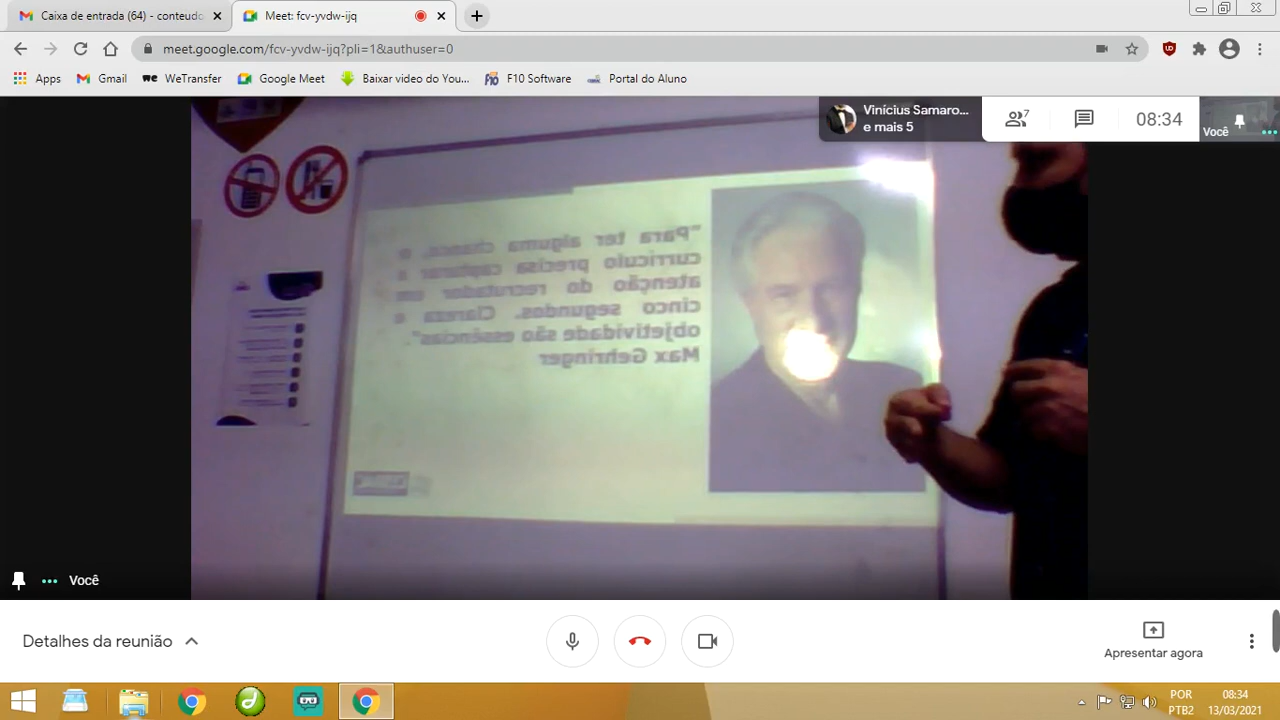 Caixa de entrada (64) - conteudo
Meet: fcv-yvdw-ijq
meet.google.com/fcv-yvdw-ijq?pli=1&authuser=0
Apps
Gmail
WeTransfer
Google Meet
Baixar video do You...
F10 Software
Portal do Aluno
Vinícius Samaro...
e mais 5
7
08:34
Você
"Para ter alguma chance, o
currículo precisa capturar a
atenção do recrutador em
cinco segundos. Clareza e
objetividade são essências".
Max Gehringer
Você
Detalhes da reunião
Apresentar agora
POR
PTB2
08:34
13/03/2021